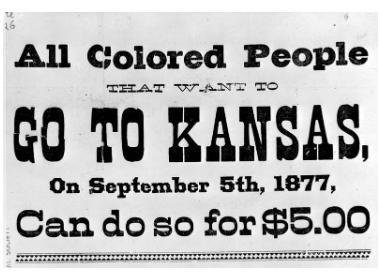 All Colored People
THAT WANT TO
GO TO KANSAS,
On September 5th, 1877,
Can do so for $5.00